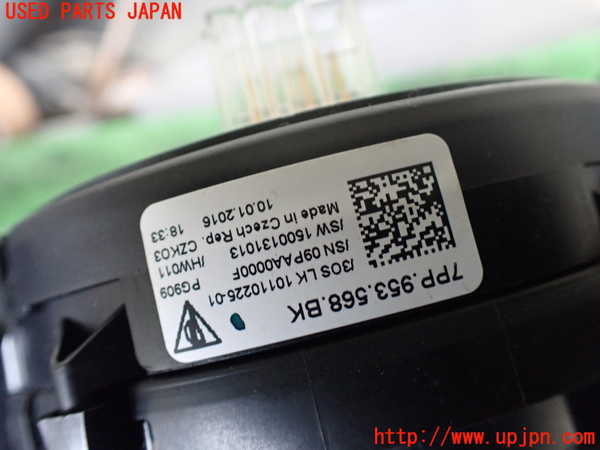 USED PARTS JAPAN
7PP.953.568.BK
/3OS LK 10110225-01
/SN 09PAA0000F
/SW 1500131013
/HW011 PG909
Made in Czech Rep. CZK03
10.01.2016 18:33
http://www.upjpn.com